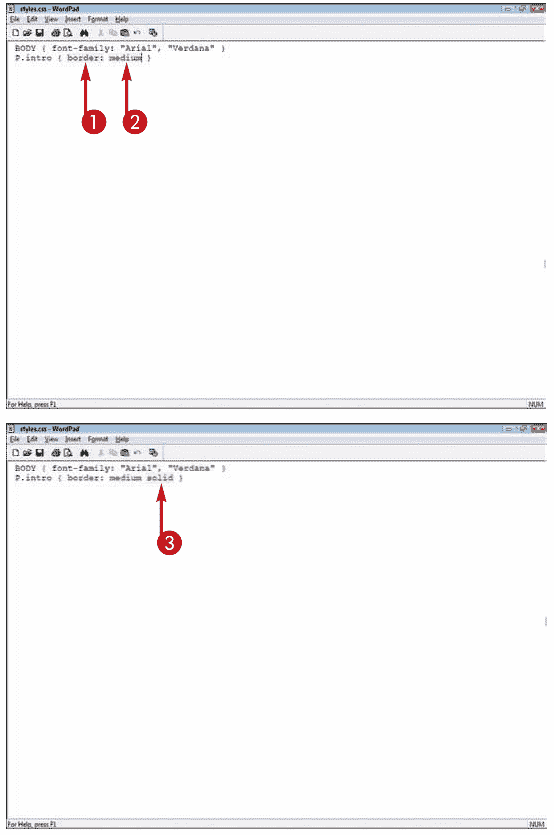 styles.css - WordPad
File Edit View Insert Format Help
BODY { font-family: "Arial", "Verdana" }
P.intro { border: medium }
1 2
For Help, press F1 NUM
styles.css - WordPad
File Edit View Insert Format Help
BODY { font-family: "Arial", "Verdana" }
P.intro { border: medium solid }
3
For Help, press F1 NUM